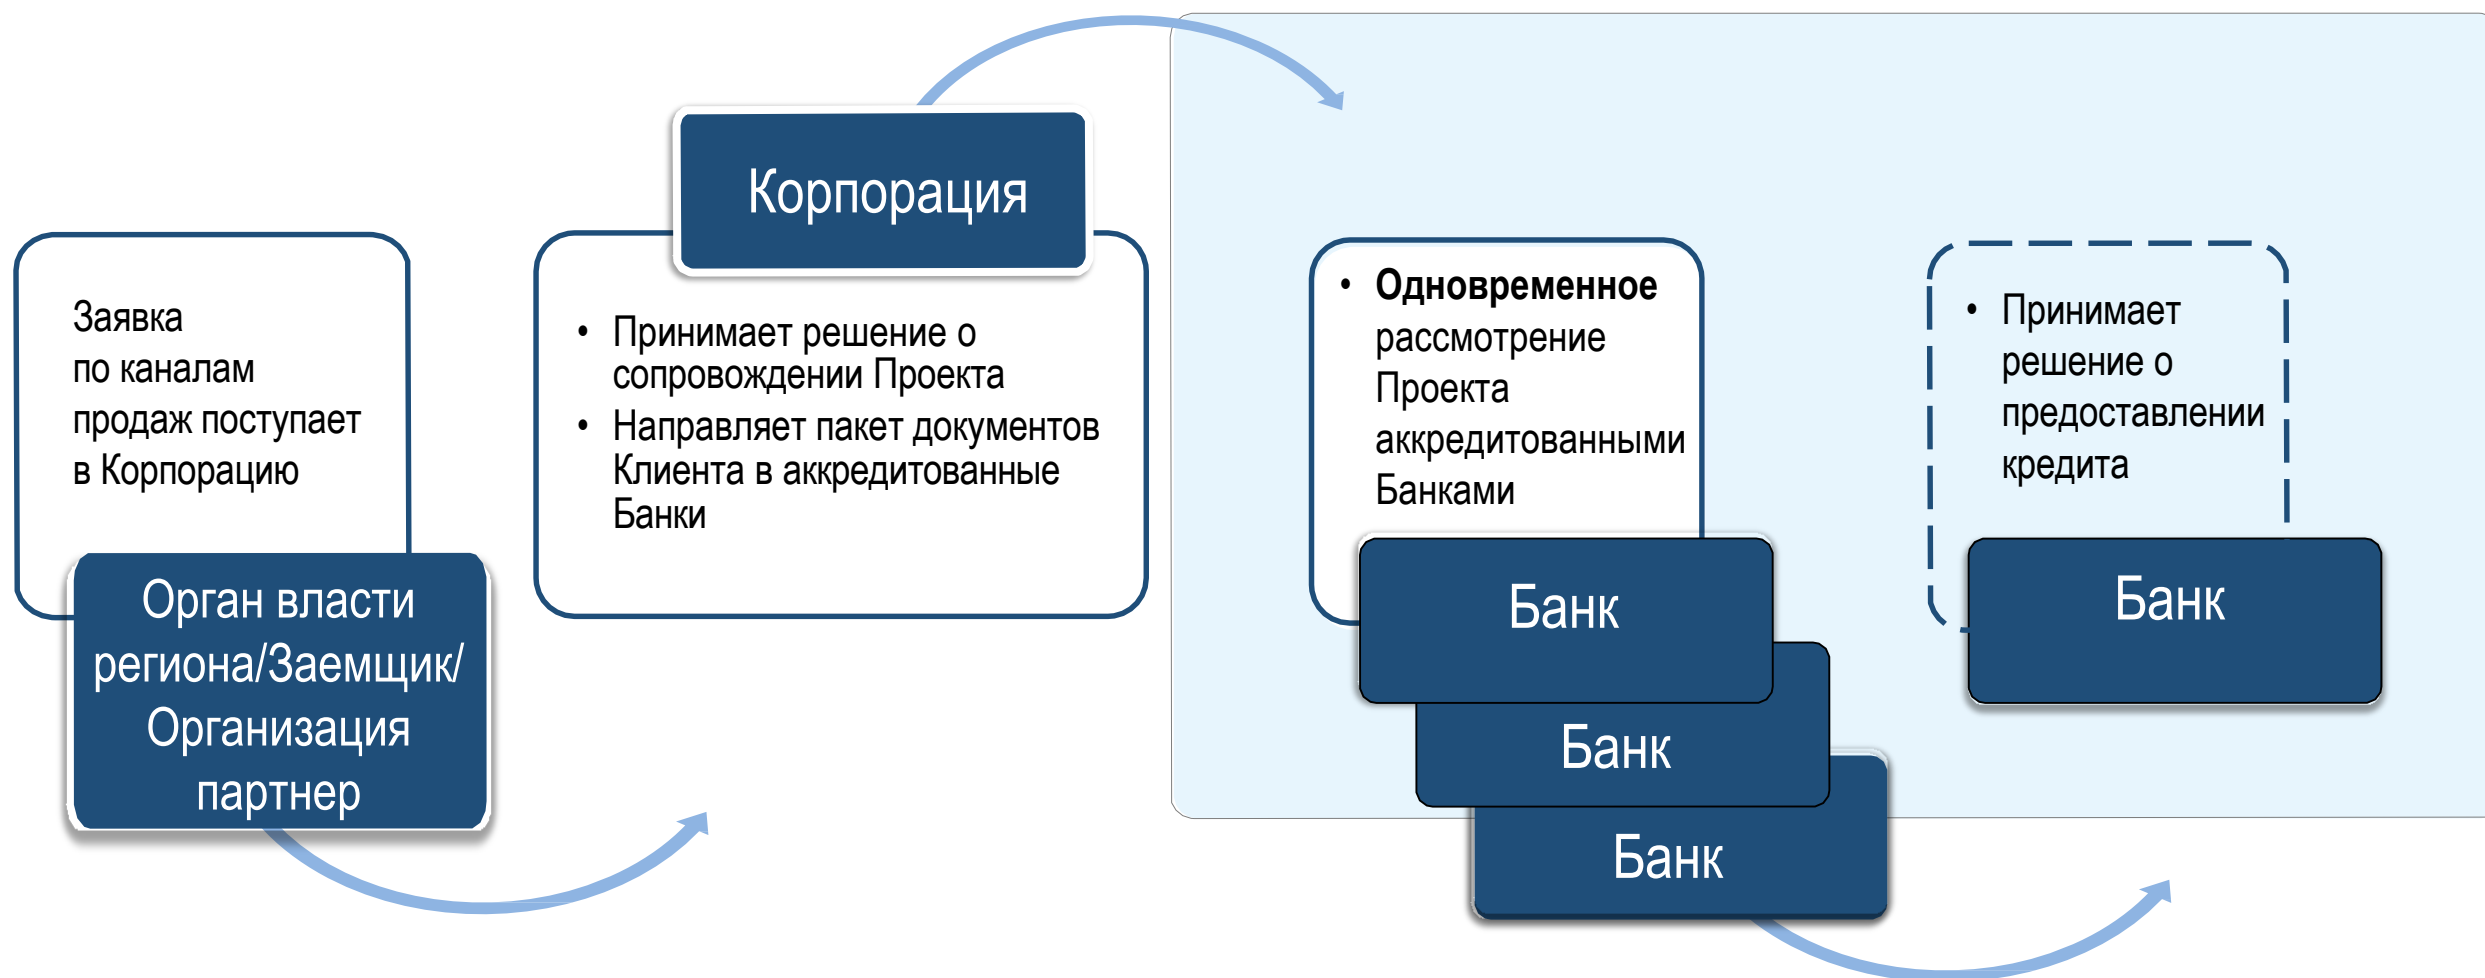 Заявка
по каналам
продаж поступает
в Корпорацию
Орган власти
региона/Заемщик/
Организация
партнер
Корпорация
• Принимает решение о
сопровождении Проекта
• Направляет пакет документов
Клиента в аккредитованные
Банки
• Одновременное
рассмотрение
Проекта
аккредитованными
Банками
Банк
Банк
Банк
• Принимает
решение о
предоставлении
кредита
Банк